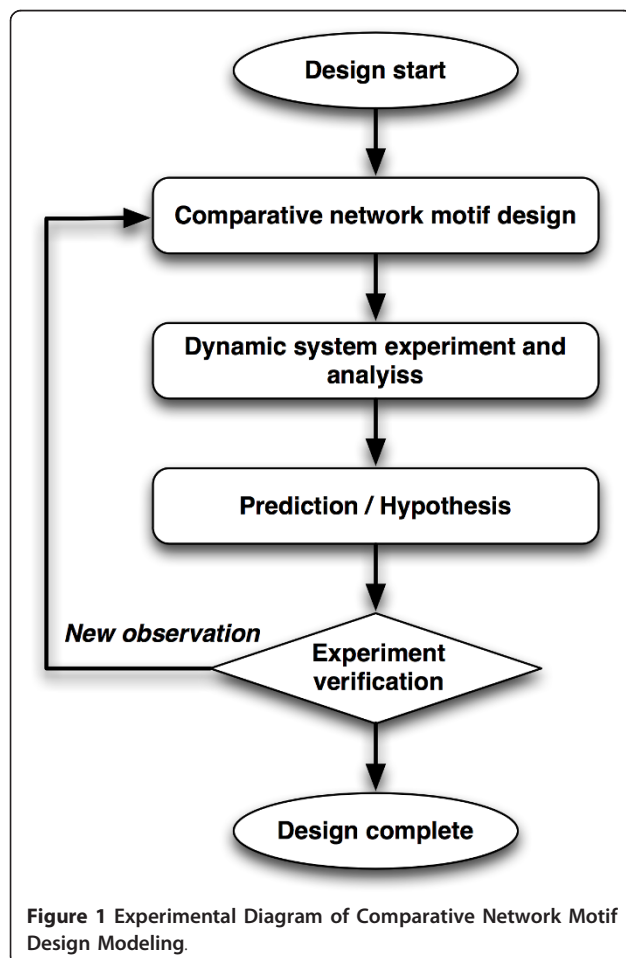 Design start
Comparative network motif design
Dynamic system experiment and
analyiss
Prediction / Hypothesis
New observation
Experiment
verification
Design complete
Figure 1 Experimental Diagram of Comparative Network Motif
Design Modeling.